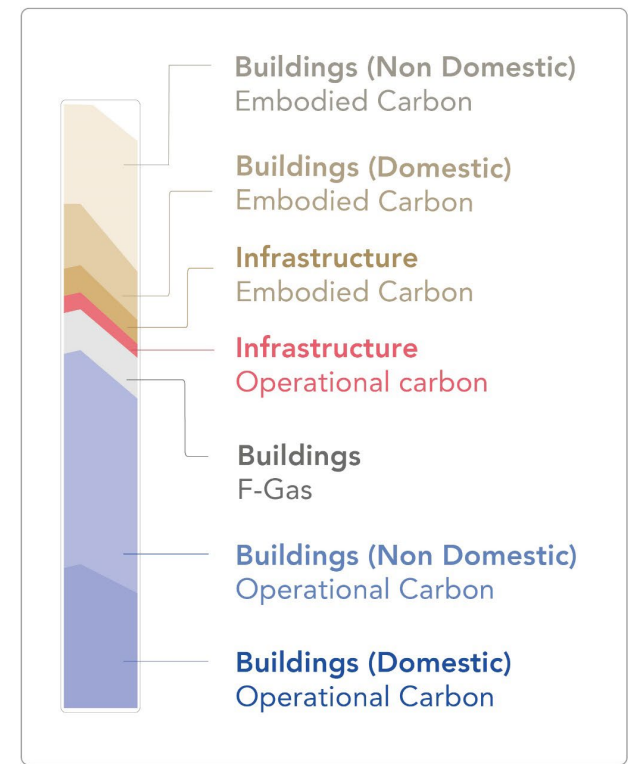 Buildings (Non Domestic)
Embodied Carbon
Buildings (Domestic)
Embodied Carbon
Infrastructure
Embodied Carbon
Infrastructure
Operational carbon
Buildings
F-Gas
Buildings (Non Domestic)
Operational Carbon
Buildings (Domestic)
Operational Carbon